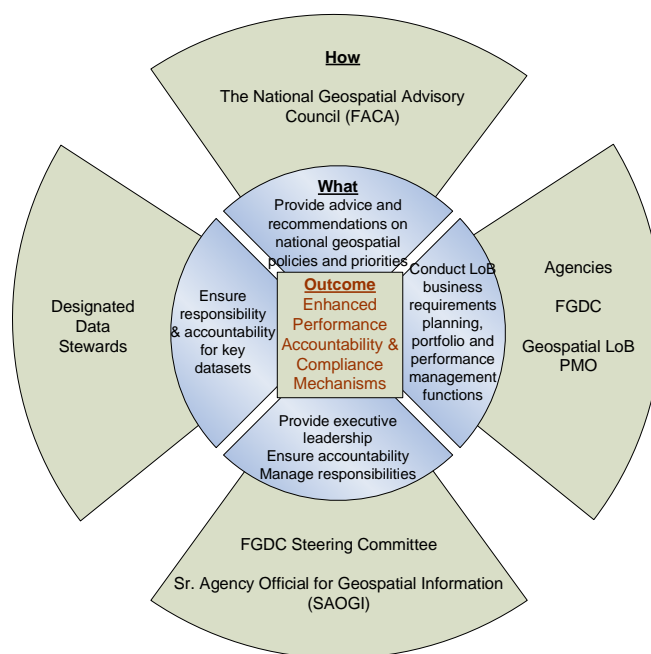 How
The National Geospatial Advisory
Council (FACA)
What
Provide advice and
recommendations on
national geospatial
policies and priorities
Designated
Data
Stewards
Ensure
responsibility
& accountability
for key
datasets
Outcome
Enhanced
Performance
Accountability &
Compliance
Mechanisms
Conduct LoB
business
requirements
planning,
portfolio and
performance
management
functions
Agencies
FGDC
Geospatial LoB
PMO
Provide executive
leadership
Ensure accountability
Manage responsibilities
FGDC Steering Committee
Sr. Agency Official for Geospatial Information
(SAOGI)